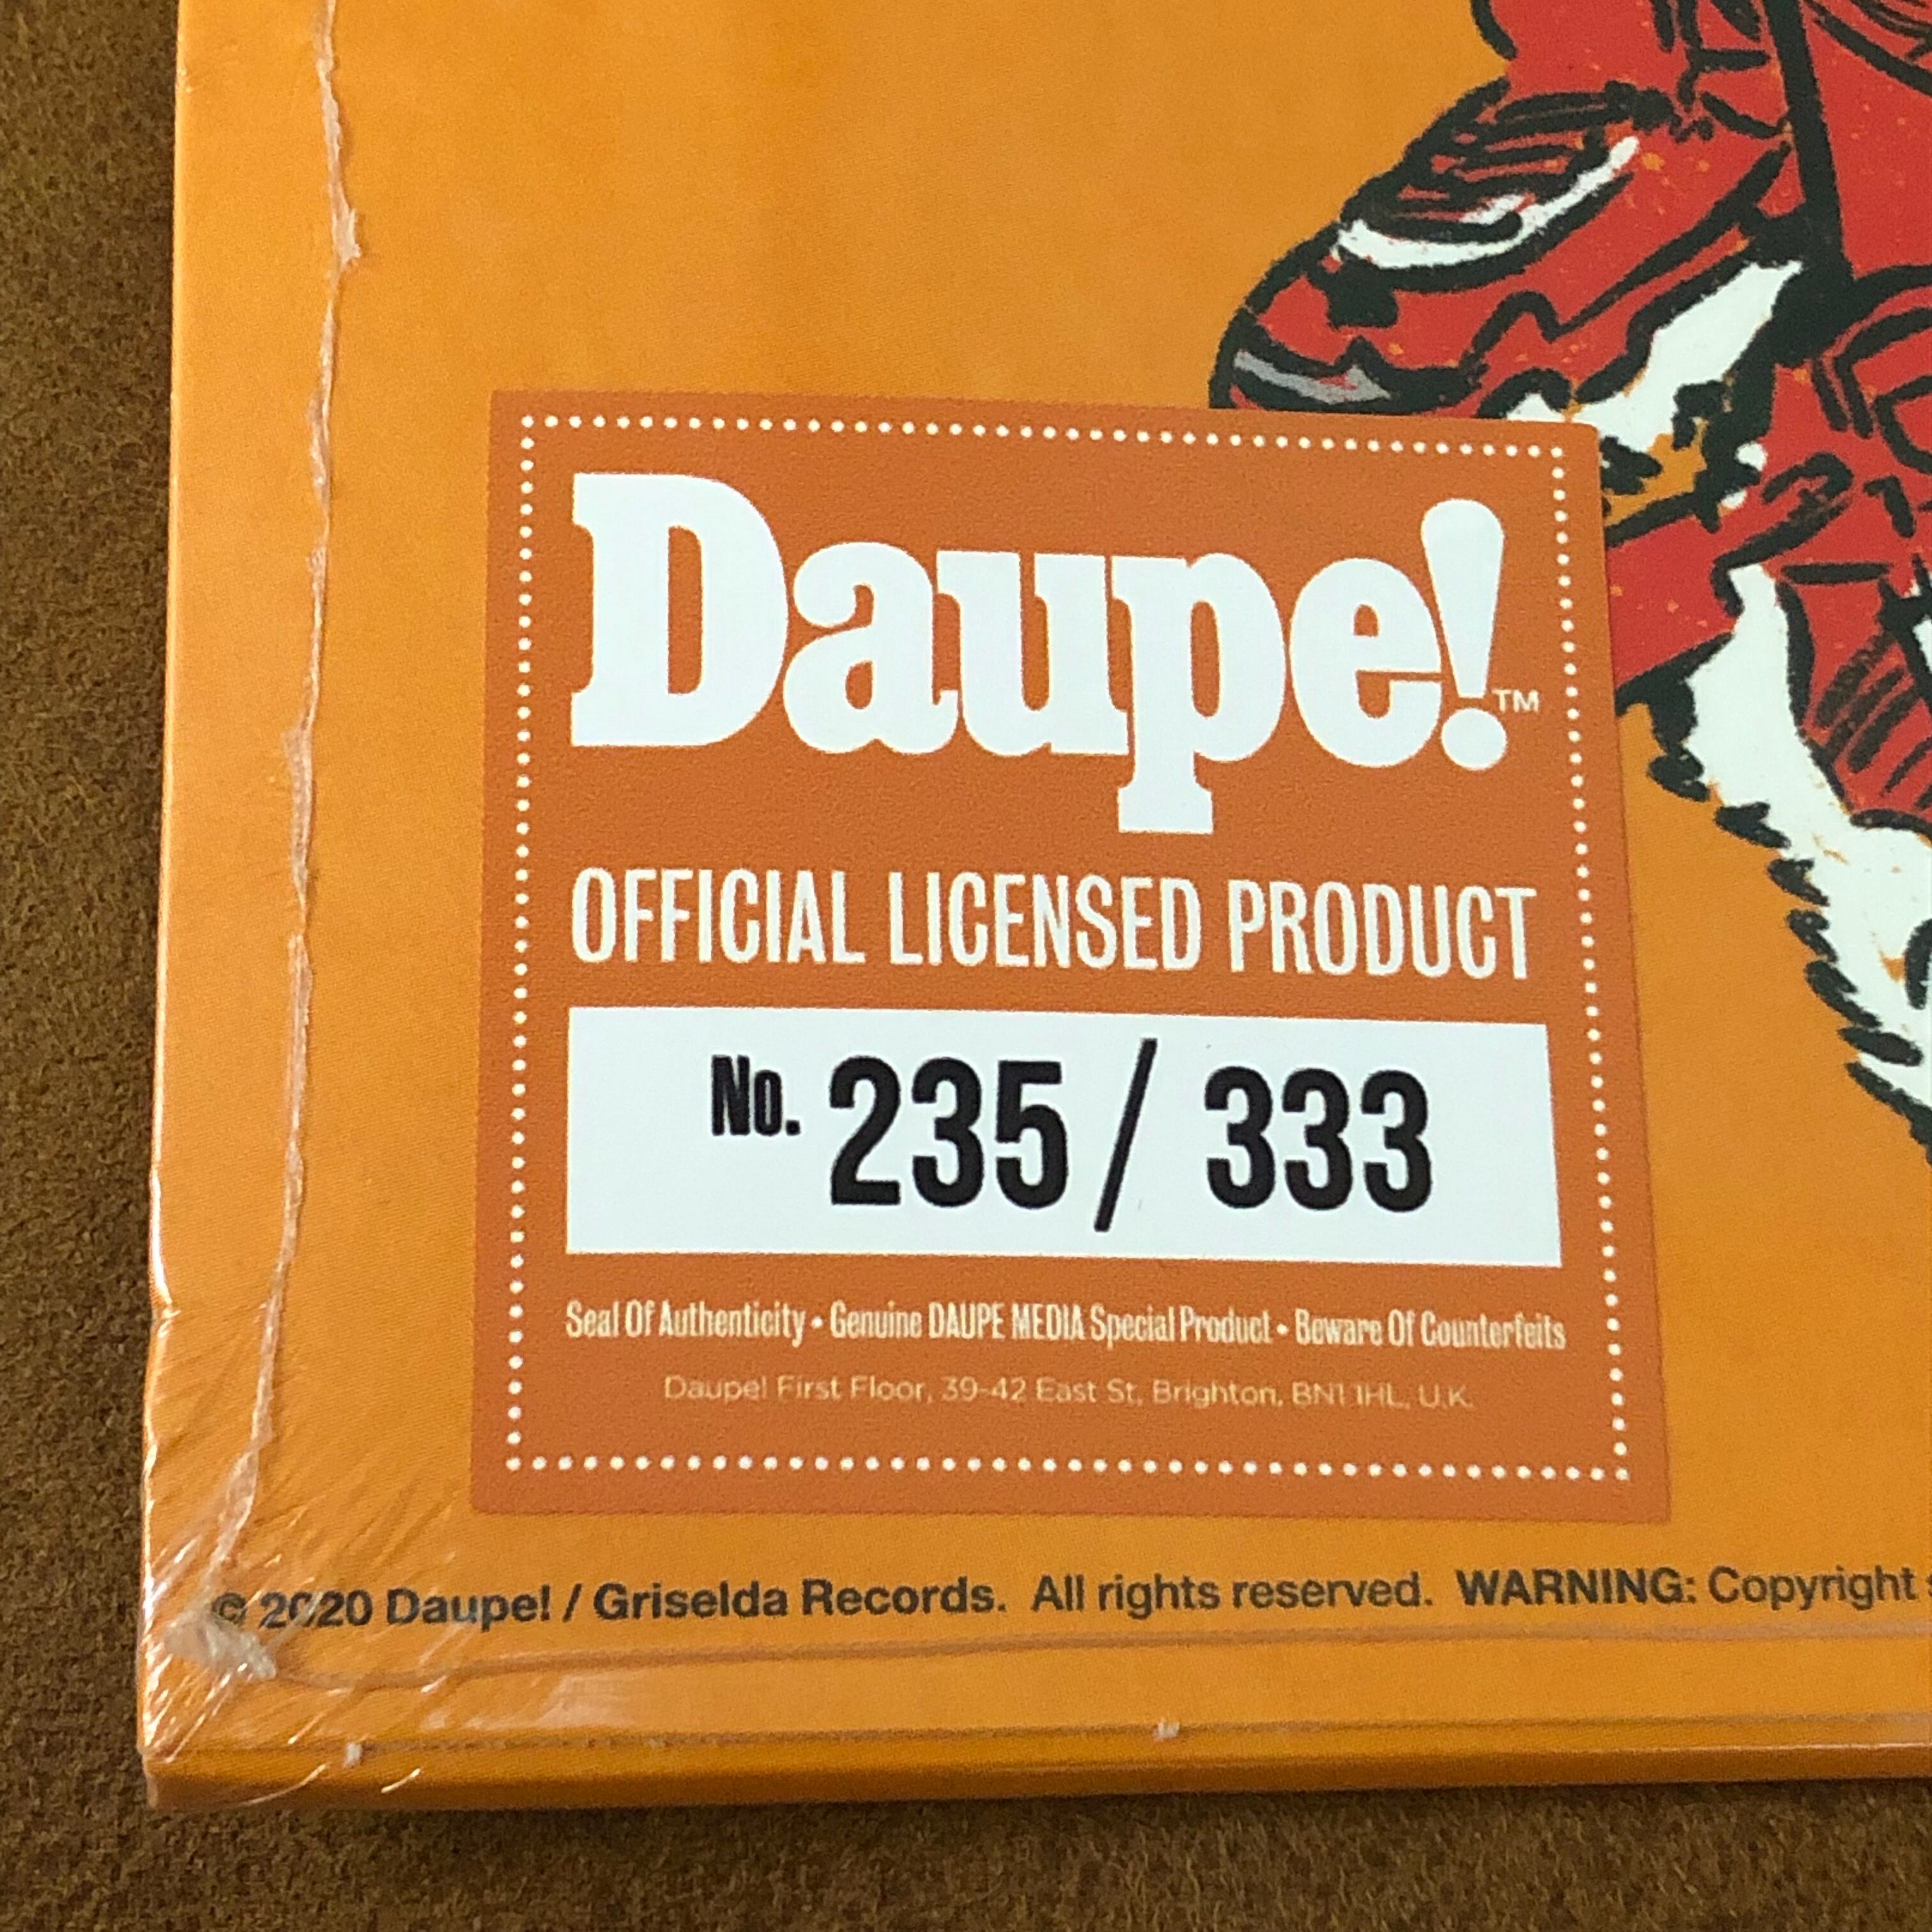 Daupe!™
OFFICIAL LICENSED PRODUCT
No. 235 / 333
Seal Of Authenticity • Genuine DAUPE MEDIA Special Product • Beware Of Counterfeits
Daupe! First Floor, 39-42 East St, Brighton, BN1 1HL, U.K.
© 2020 Daupe! / Griselda Records. All rights reserved. WARNING: Copyright